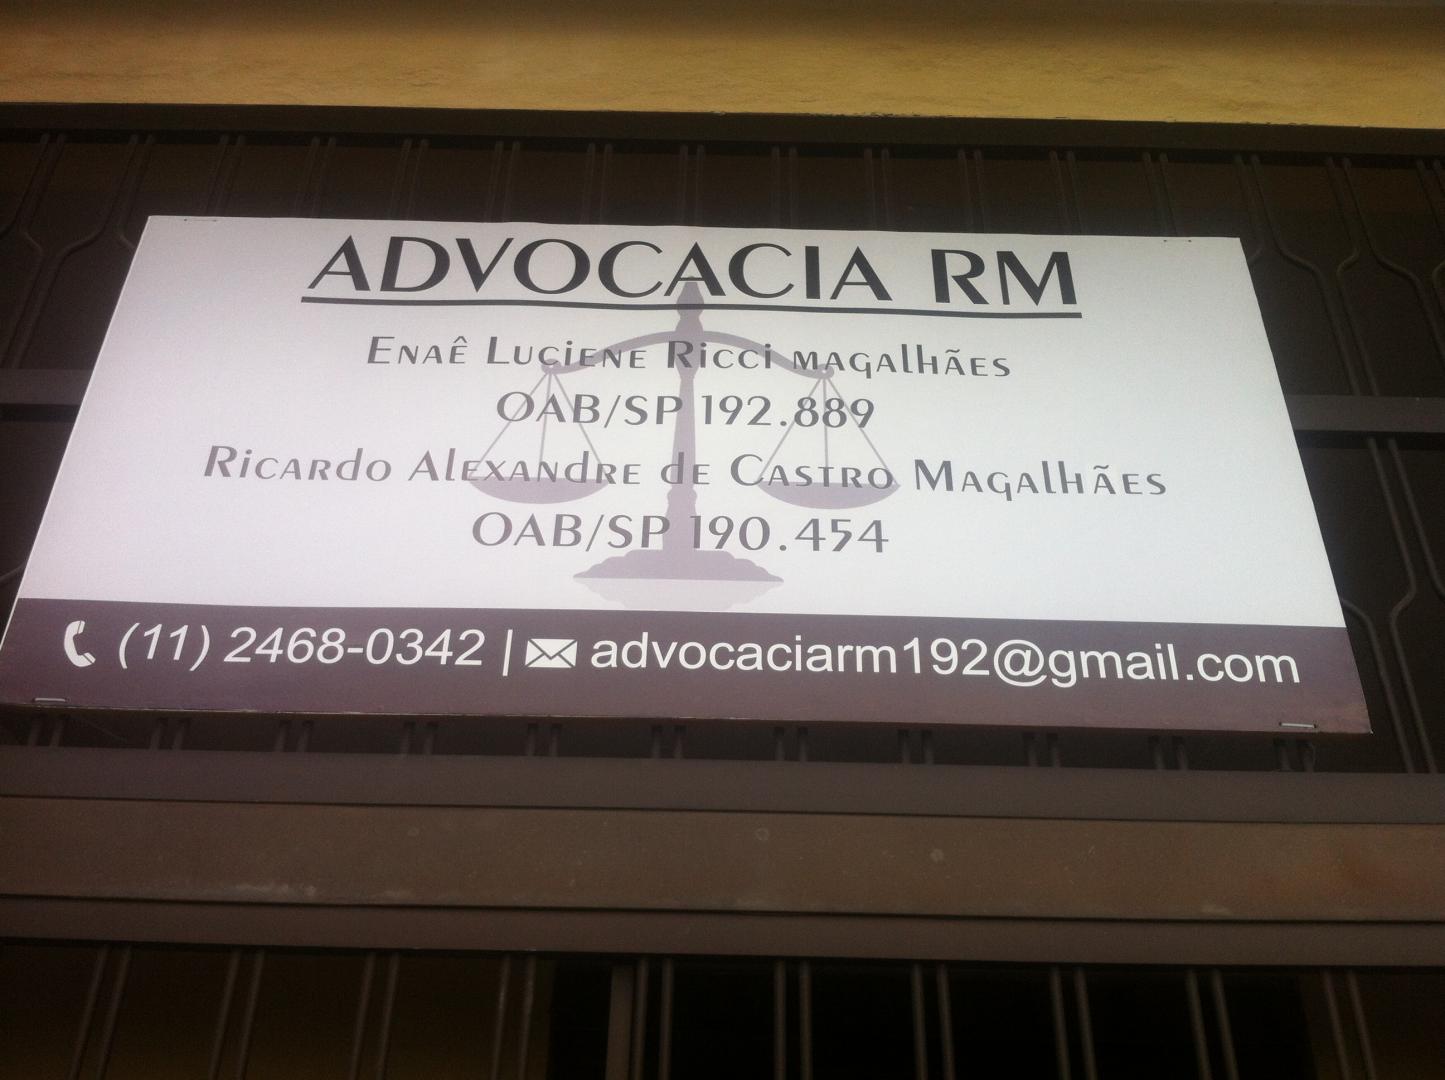 ADVOCACIA RM
Enaê Luciene Ricci Magalhães
OAB/SP 192.889
Ricardo Alexandre de Castro Magalhães
OAB/SP 190.454
(11) 2468-0342 | advocaciarm192@gmail.com